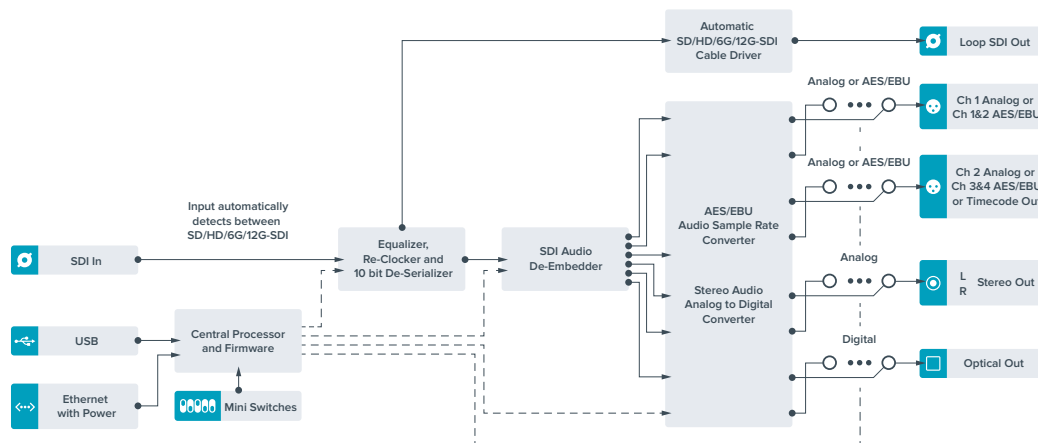 Automatic
SD/HD/6G/12G-SDI
Cable Driver
Loop SDI Out
Analog or AES/EBU
Ch 1 Analog or
Ch 1&2 AES/EBU
Analog or AES/EBU
Ch 2 Analog or
Ch 3&4 AES/EBU
or Timecode Out
Input automatically
detects between
SD/HD/6G/12G-SDI
AES/EBU
Audio Sample Rate
Converter
SDI In
Equalizer,
Re-Clocker and
10 bit De-Serializer
SDI Audio
De-Embedder
Analog
L
R
Stereo Out
Stereo Audio
Analog to Digital
Converter
USB
Central Processor
and Firmware
Digital
Optical Out
Ethernet
with Power
Mini Switches